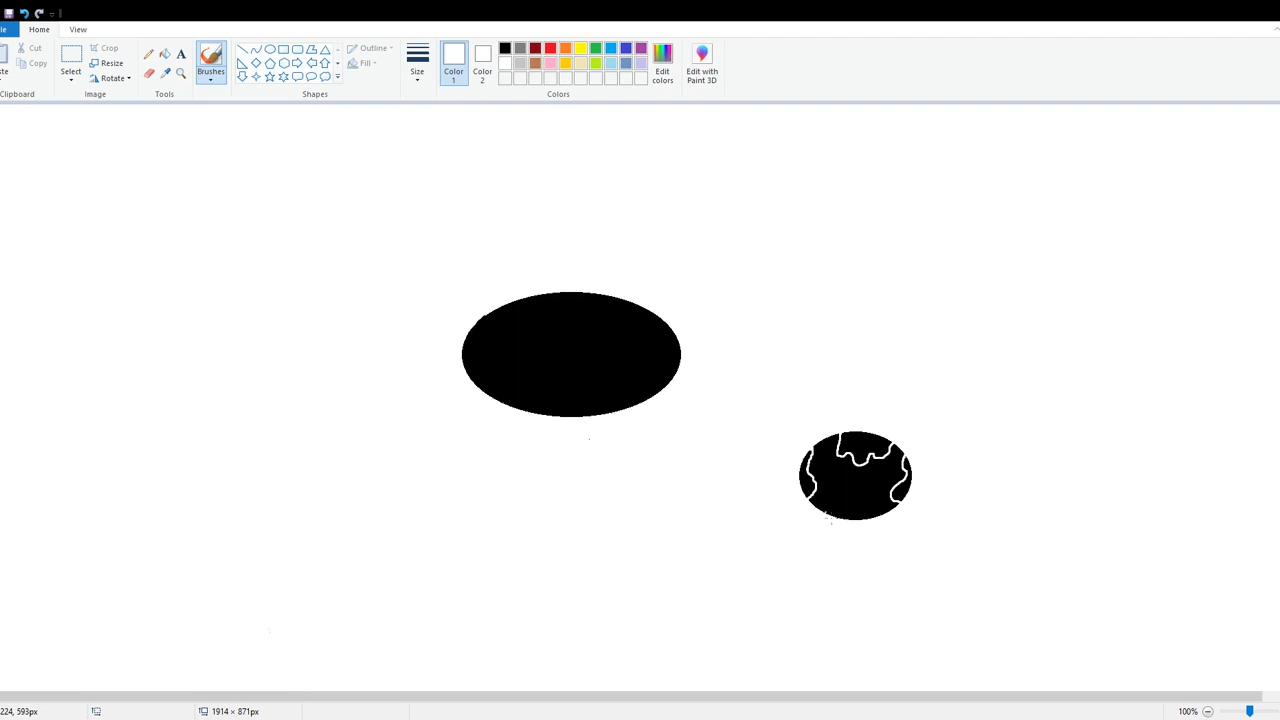 le Home View
ste Cut Copy
Select Crop Resize Rotate
A
Brushes
Outline Fill
Size
Color 1
Color 2
Edit colors
Edit with Paint 3D
Clipboard Image Tools Shapes Colors
224, 593px 1914 × 871px 100%